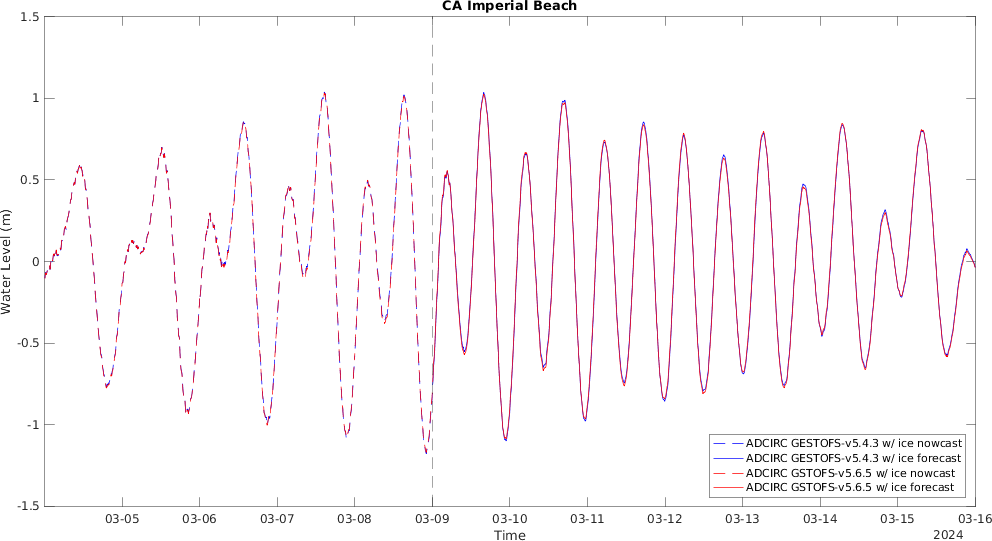 CA Imperial Beach
1.5
1
0.5
0
-0.5
-1
-1.5
Water Level (m)
03-05 03-06 03-07 03-08 03-09 03-10 03-11 03-12 03-13 03-14 03-15 03-16
Time
2024
ADCIRC GESTOFS-v5.4.3 w/ ice nowcast
ADCIRC GESTOFS-v5.4.3 w/ ice forecast
ADCIRC GSTOFS-v5.6.5 w/ ice nowcast
ADCIRC GSTOFS-v5.6.5 w/ ice forecast